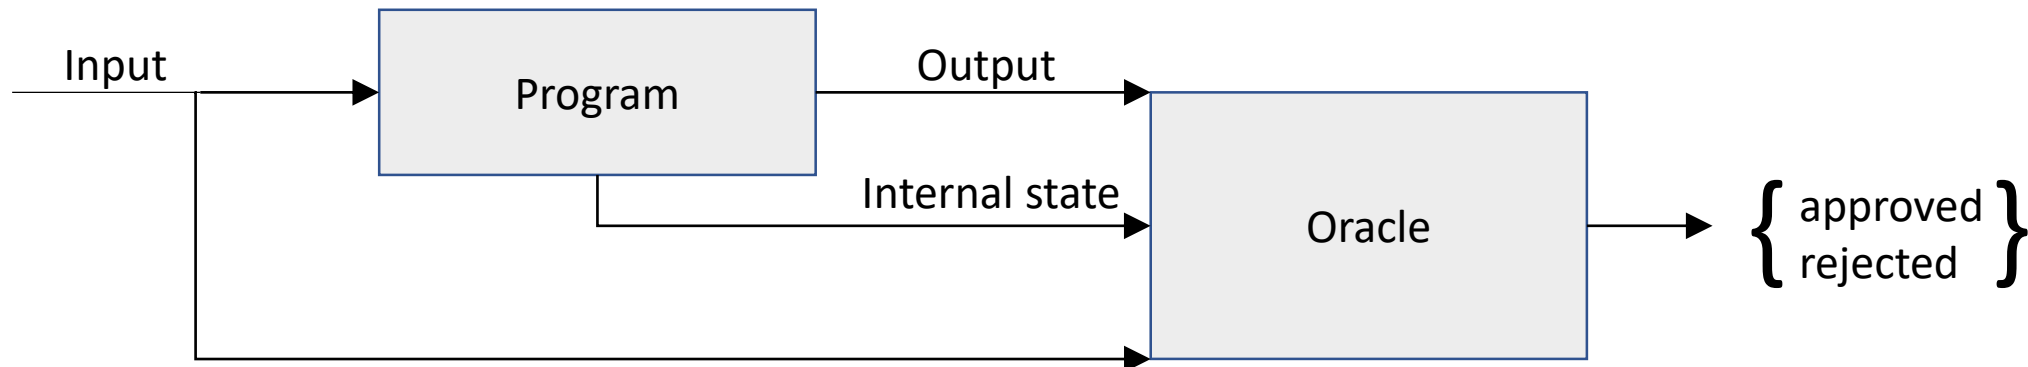 Input
Program
Output
Internal state
Oracle
{ approved
rejected }